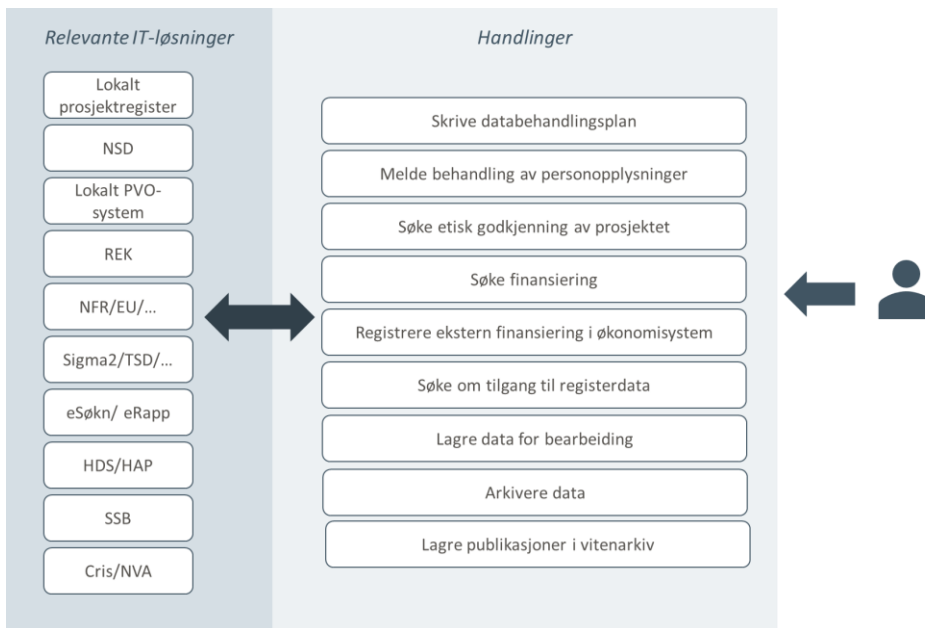 Relevante IT-løsninger
Lokalt
prosjektregister
NSD
Lokalt PVO-
system
REK
NFR/EU/...
Sigma2/TSD/...
eSøkn/ eRapp
HDS/HAP
SSB
Cris/NVA
Handlinger
Skrive databehandlingsplan
Melde behandling av personopplysninger
Søke etisk godkjenning av prosjektet
Søke finansiering
Registrere ekstern finansiering i økonomisystem
Søke om tilgang til registerdata
Lagre data for bearbeiding
Arkivere data
Lagre publikasjoner i vitenarkiv